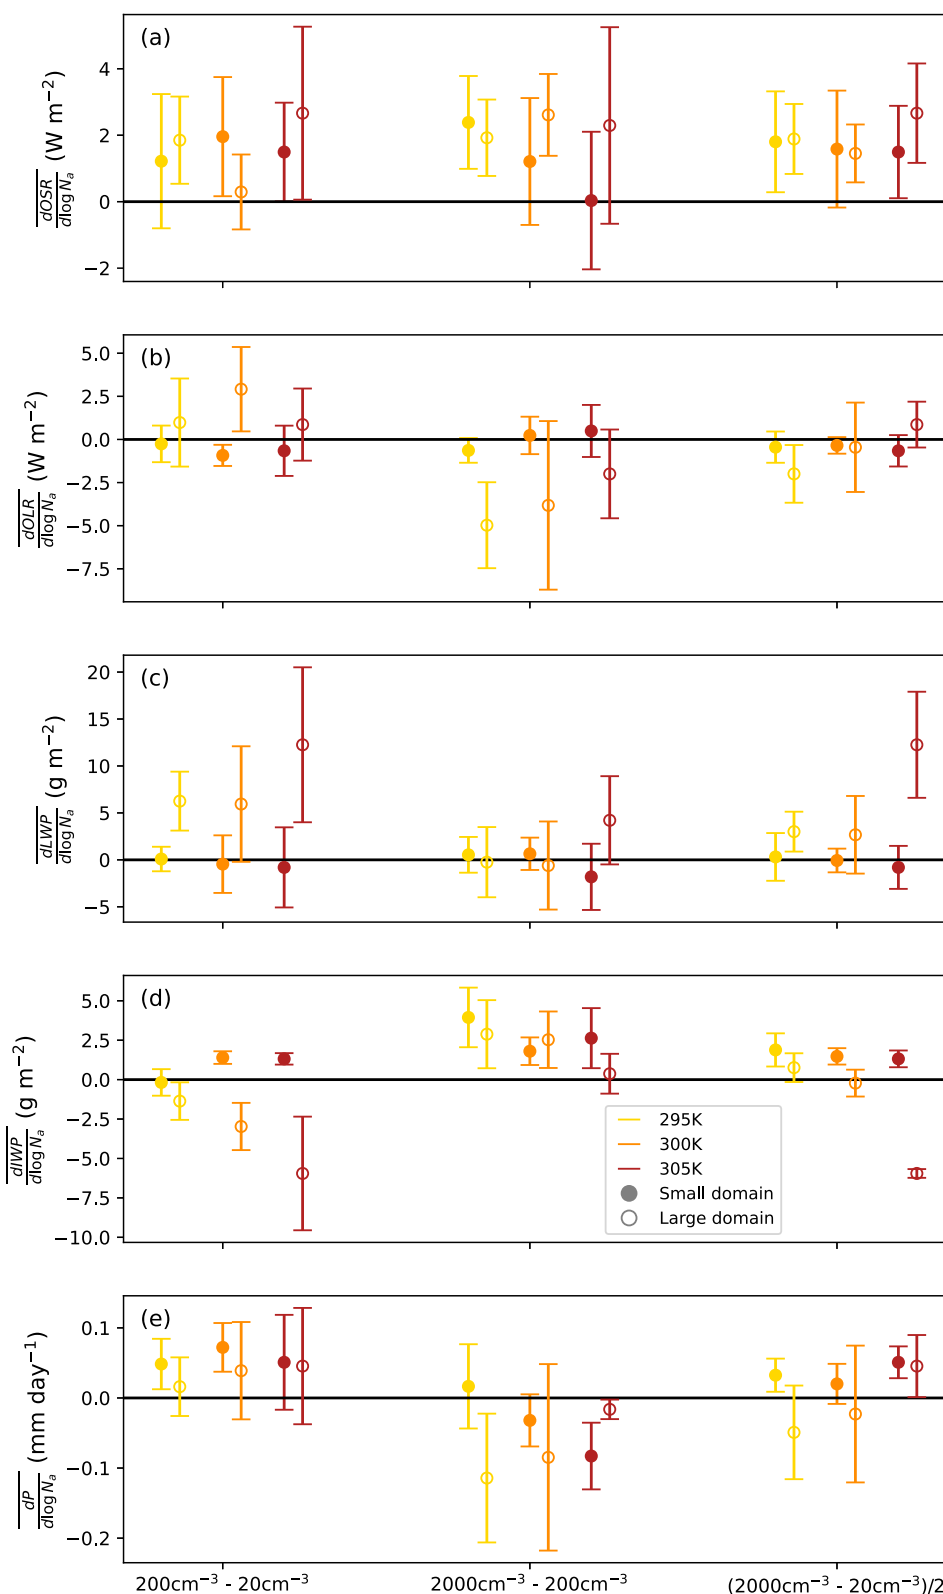 (a)
4
2
0
−2
dOSR / dlog Nₐ (W m⁻²)
(b)
5.0
2.5
0.0
−2.5
−5.0
−7.5
dOLR / dlog Nₐ (W m⁻²)
(c)
20
15
10
5
0
−5
dLWP / dlog Nₐ (g m⁻²)
(d)
5.0
2.5
0.0
−2.5
−5.0
−7.5
−10.0
dIWP / dlog Nₐ (g m⁻²)
295K
300K
305K
Small domain
Large domain
(e)
0.1
0.0
−0.1
−0.2
dP / dlog Nₐ (mm day⁻¹)
200cm⁻³ - 20cm⁻³
2000cm⁻³ - 200cm⁻³
(2000cm⁻³ - 20cm⁻³)/2